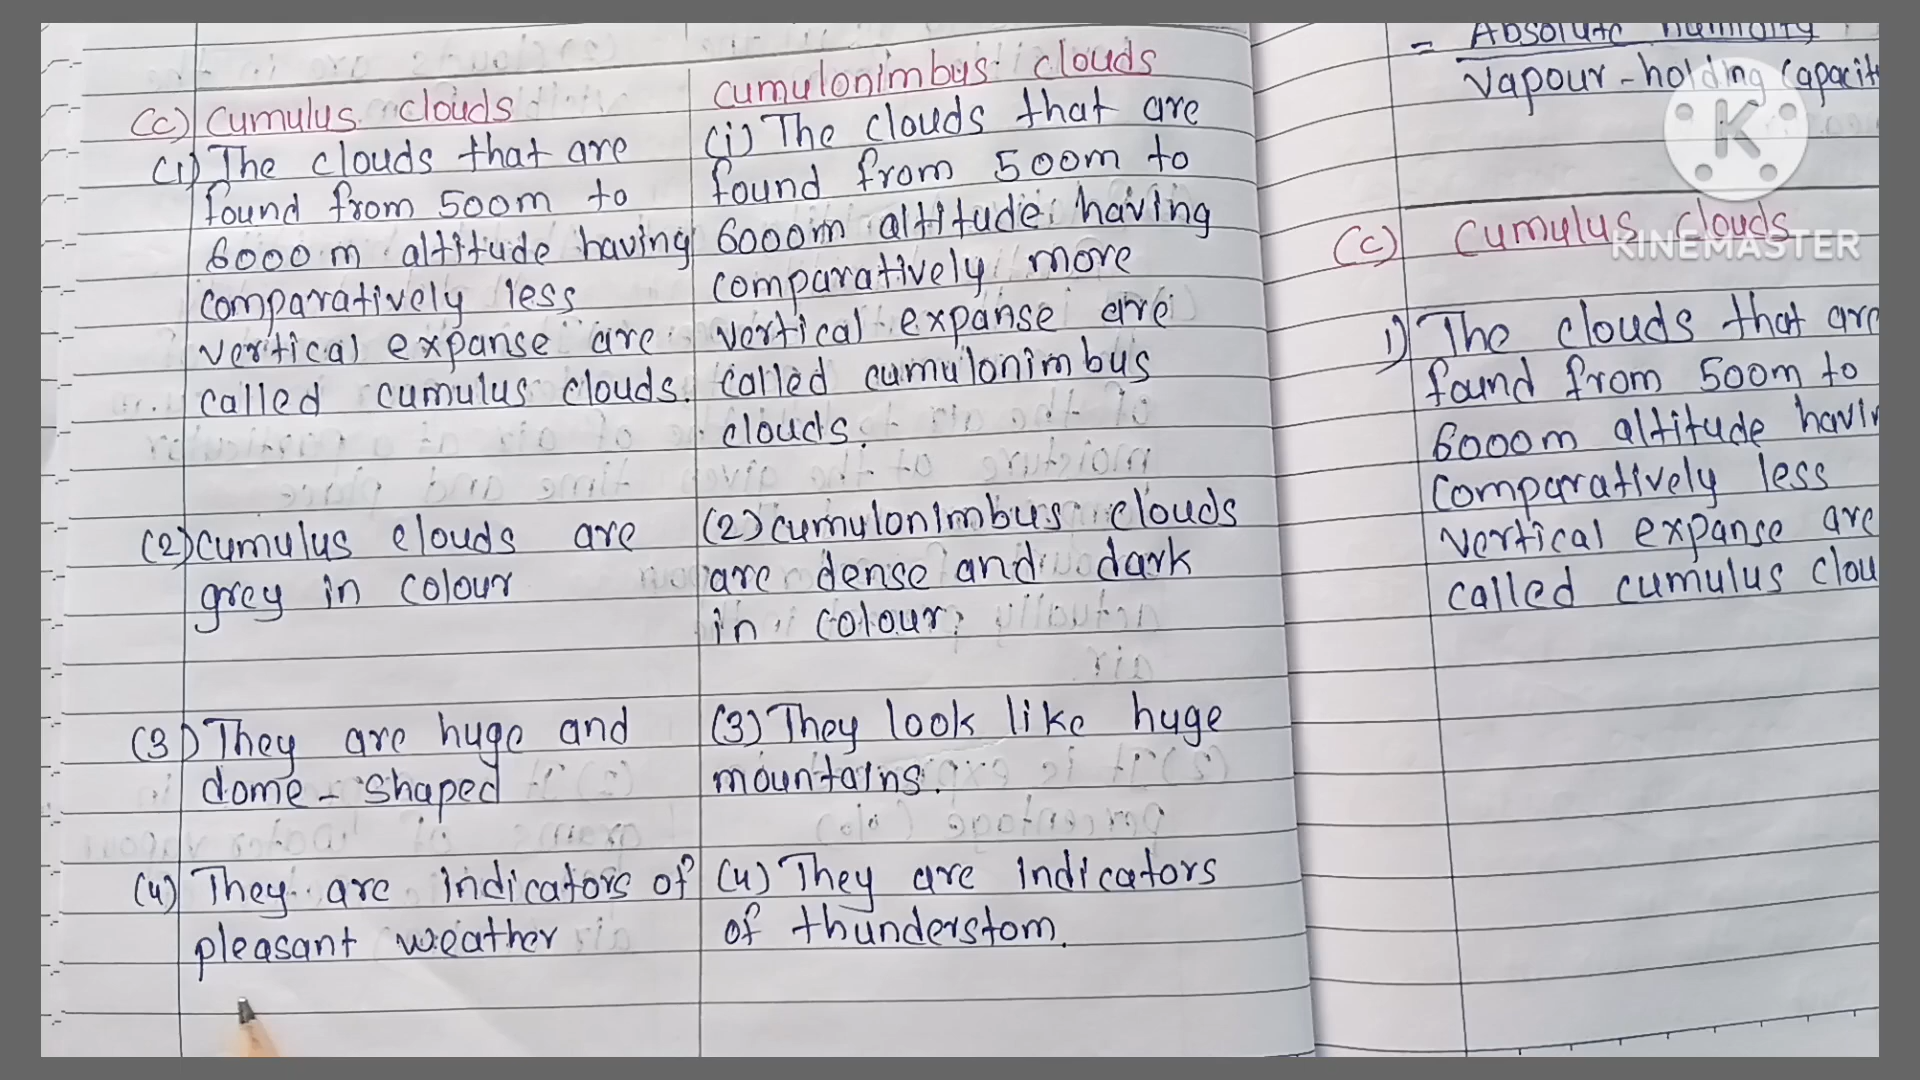 (c) Cumulus clouds
(1) The clouds that are
found from 500m to
6000 m altitude having
comparatively less
vertical expanse are
called cumulus clouds.
(2) cumulus clouds are
grey in colour
(3) They are huge and
dome - shaped
(4) They are indicators of
pleasant weather
cumulonimbus clouds
(i) The clouds that are
found from 500m to
6000m altitude having
comparatively more
vertical expanse are
called cumulonimbus
clouds.
(2) cumulonimbus clouds
are dense and dark
in colour.
(3) They look like huge
mountains.
(4) They are indicators
of thunderstom.
= Absolute humidity
Vapour-holding Capacit
(c) Cumulus clouds
1) The clouds that are
found from 500m to
6000m altitude havin
Comparatively less
vertical expanse are
called cumulus clou
K
KINEMASTER